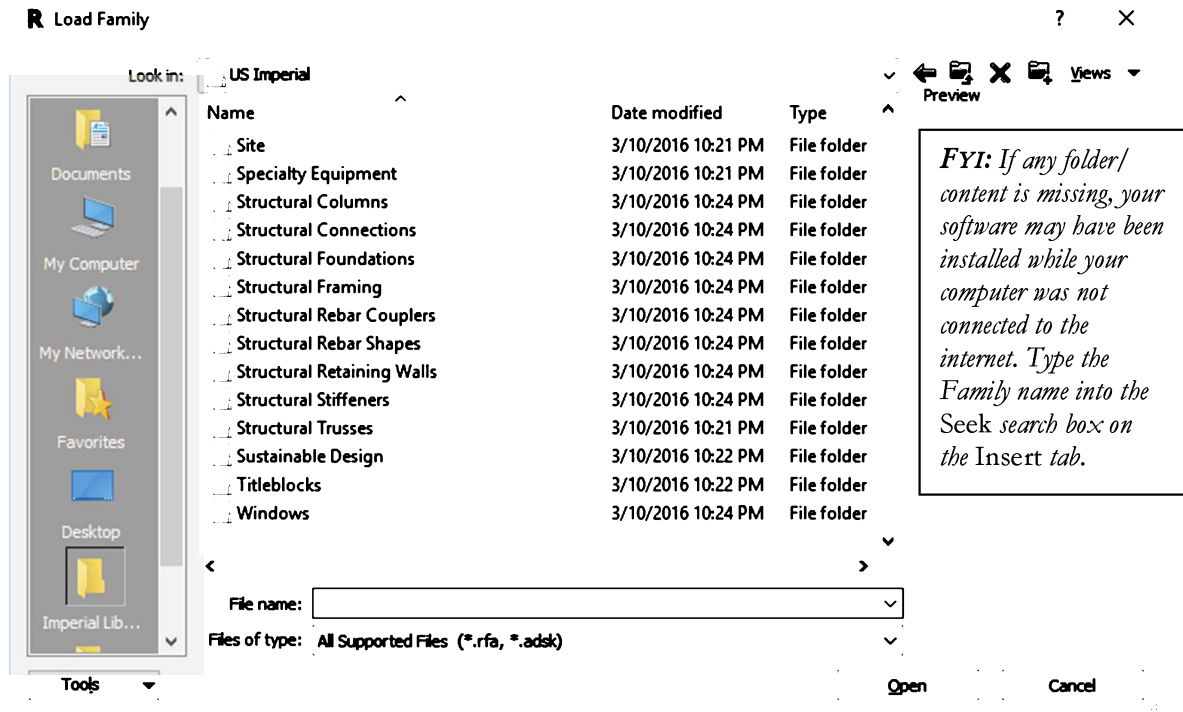 R Load Family ? ×
Look in: US Imperial Views
Preview
Name Date modified Type
Site 3/10/2016 10:21 PM File folder
Specialty Equipment 3/10/2016 10:21 PM File folder
Structural Columns 3/10/2016 10:24 PM File folder
Structural Connections 3/10/2016 10:24 PM File folder
Structural Foundations 3/10/2016 10:24 PM File folder
Structural Framing 3/10/2016 10:24 PM File folder
Structural Rebar Couplers 3/10/2016 10:24 PM File folder
Structural Rebar Shapes 3/10/2016 10:24 PM File folder
Structural Retaining Walls 3/10/2016 10:24 PM File folder
Structural Stiffeners 3/10/2016 10:24 PM File folder
Structural Trusses 3/10/2016 10:21 PM File folder
Sustainable Design 3/10/2016 10:22 PM File folder
Titleblocks 3/10/2016 10:22 PM File folder
Windows 3/10/2016 10:24 PM File folder
Documents
My Computer
My Network...
Favorites
Desktop
Imperial Lib...
FYI: If any folder/
content is missing, your
software may have been
installed while your
computer was not
connected to the
internet. Type the
Family name into the
Seek search box on
the Insert tab.
File name:
Files of type: All Supported Files (*.rfa, *.adsk)
Tools Open Cancel